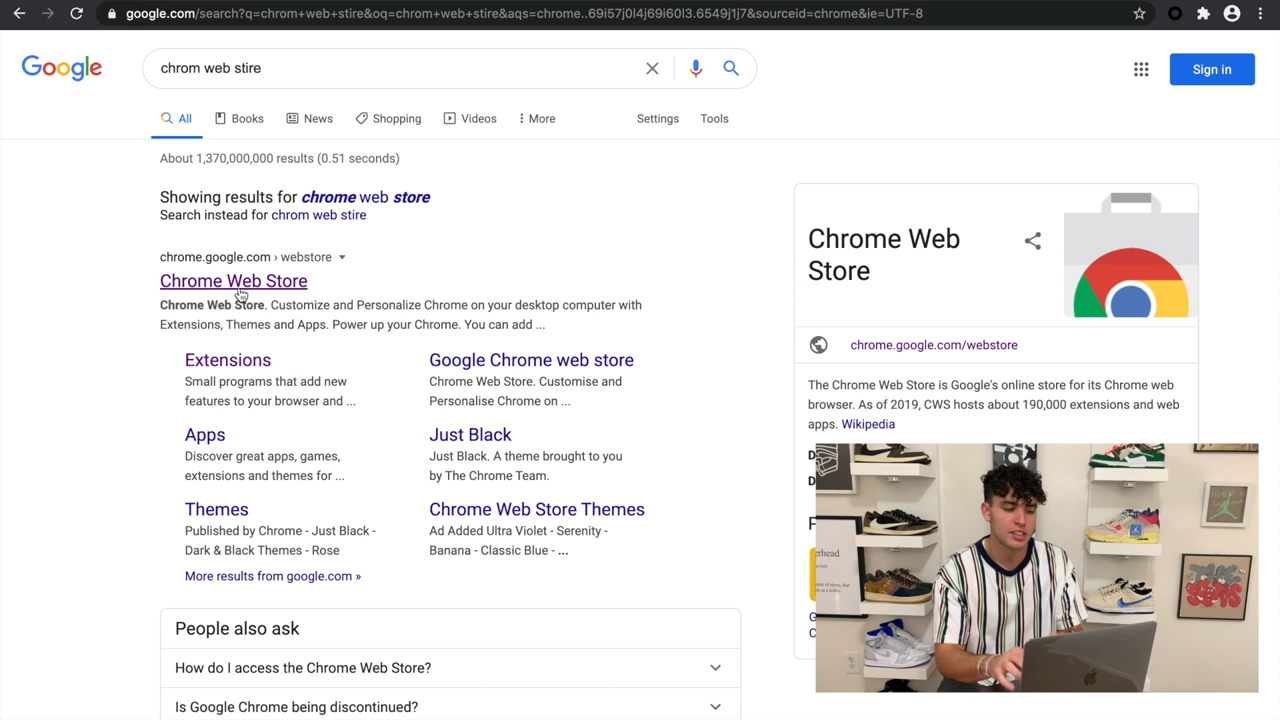 google.com/search?q=chrom+web+stire&oq=chrom+web+stire&aqs=chrome..69i57j0l4j69i60l3.6549j1j7&sourceid=chrome&ie=UTF-8
Google
chrom web stire
Sign in
All
Books
News
Shopping
Videos
More
Settings
Tools
About 1,370,000,000 results (0.51 seconds)
Showing results for chrome web store
Search instead for chrom web stire
chrome.google.com › webstore
Chrome Web Store
Chrome Web Store. Customize and Personalize Chrome on your desktop computer with
Extensions, Themes and Apps. Power up your Chrome. You can add ...
Extensions
Small programs that add new
features to your browser and ...
Google Chrome web store
Chrome Web Store. Customise and
Personalise Chrome on ...
Apps
Discover great apps, games,
extensions and themes for ...
Just Black
Just Black. A theme brought to you
by The Chrome Team.
Themes
Published by Chrome - Just Black -
Dark & Black Themes - Rose
Chrome Web Store Themes
Ad Added Ultra Violet - Serenity -
Banana - Classic Blue - ...
More results from google.com »
People also ask
How do I access the Chrome Web Store?
Is Google Chrome being discontinued?
Chrome Web
Store
chrome.google.com/webstore
The Chrome Web Store is Google's online store for its Chrome web
browser. As of 2019, CWS hosts about 190,000 extensions and web
apps. Wikipedia
D
D
P
G
C